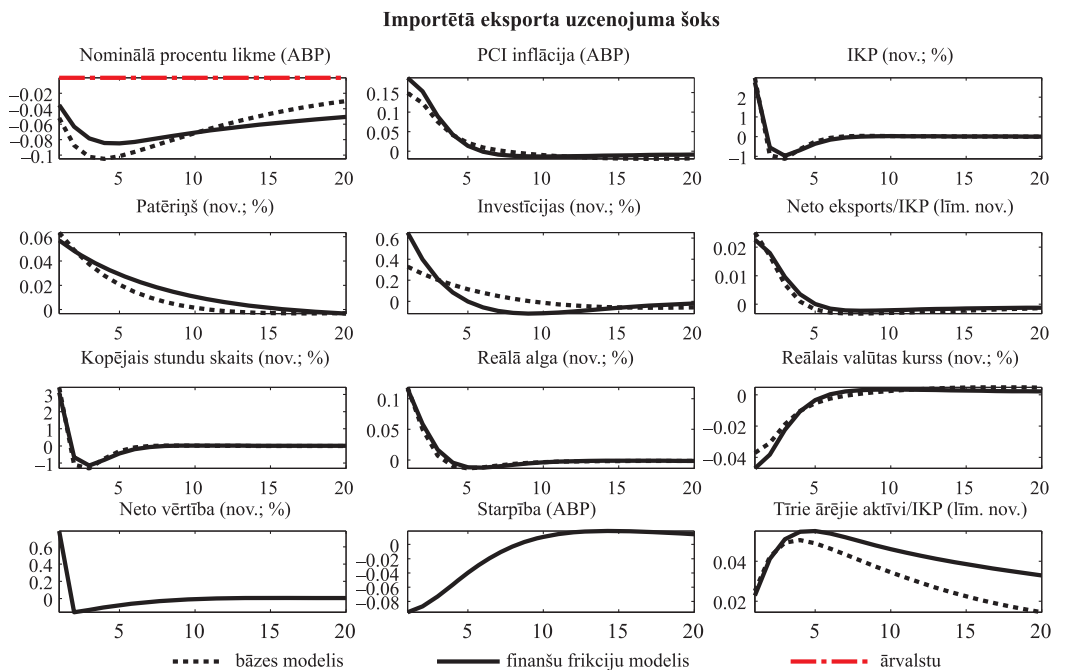 Importētā eksporta uzcenojuma šoks
Nominālā procentu likme (ABP)
PCI inflācija (ABP)
IKP (nov.; %)
−0.02
−0.04
−0.06
−0.08
−0.1
5 10 15 20
0.15
0.1
0.05
0
5 10 15 20
2
1
0
−1
5 10 15 20
Patēriņš (nov.; %)
Investīcijas (nov.; %)
Neto eksports/IKP (līm. nov.)
0.06
0.04
0.02
0
5 10 15 20
0.6
0.4
0.2
0
5 10 15 20
0.02
0.01
0
5 10 15 20
Kopējais stundu skaits (nov.; %)
Reālā alga (nov.; %)
Reālais valūtas kurss (nov.; %)
3
2
1
0
−1
5 10 15 20
0.1
0.05
0
5 10 15 20
0
−0.02
−0.04
5 10 15 20
Neto vērtība (nov.; %)
Starpība (ABP)
Tīrie ārējie aktīvi/IKP (līm. nov.)
0.6
0.4
0.2
0
5 10 15 20
0
−0.02
−0.04
−0.06
−0.08
5 10 15 20
0.04
0.02
5 10 15 20
bāzes modelis
finanšu frikciju modelis
ārvalstu